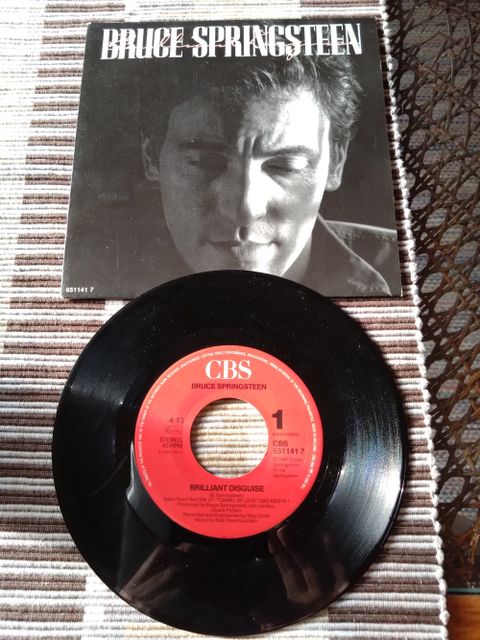 BRUCE SPRINGSTEEN
651141 7
CBS
BRUCE SPRINGSTEEN
4:13
STEREO
45 RPM
1
CBS
651141 7
BRILLIANT DISGUISE
(B. Springsteen)
Taken From The CBS LP "TUNNEL OF LOVE" CBS 460270 1
Produced by Bruce Springsteen, Jon Landau,
Chuck Plotkin
Recorded and Engineered by Toby Scott
Mixed by Bob Clearmountain